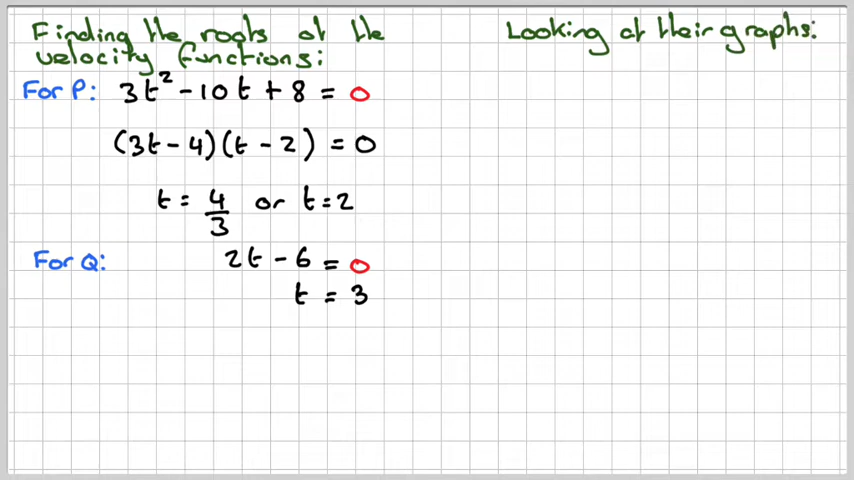 Finding the roots of the
velocity functions:
For P: 3t² - 10t + 8 = 0
(3t - 4)(t - 2) = 0
t = 4/3 or t = 2
For Q: 2t - 6 = 0
t = 3
Looking at their graphs: